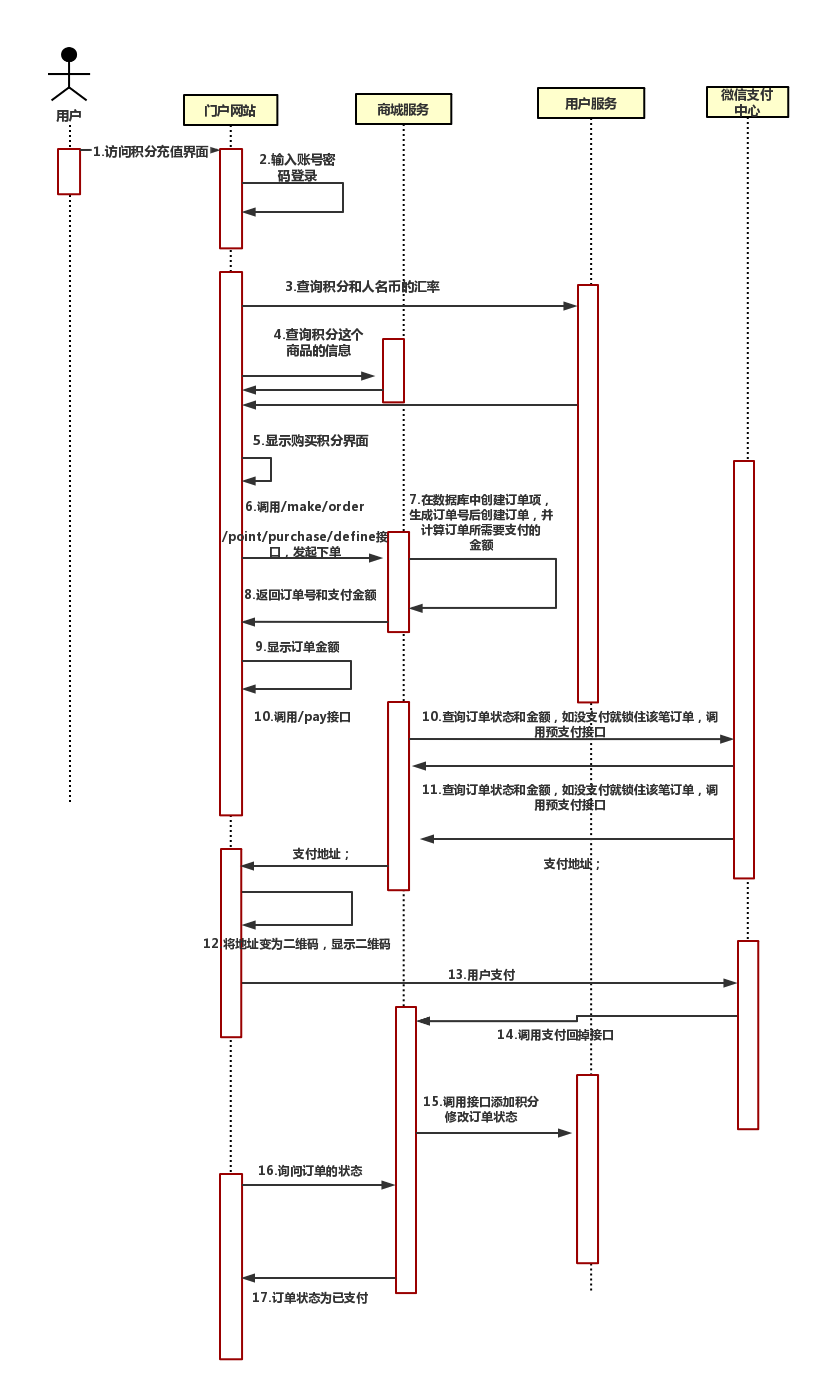 用户
门户网站
商城服务
用户服务
微信支付
中心
1.访问积分充值界面
2.输入账号密
码登录
3.查询积分和人名币的汇率
4.查询积分这个
商品的信息
5.显示购买积分界面
6.调用/make/order
/point/purchase/define接
口，发起下单
7.在数据库中创建订单项，
生成订单号后创建订单，并
计算订单所需要支付的
金额
8.返回订单号和支付金额
9.显示订单金额
10.调用/pay接口
10.查询订单状态和金额，如没支付就锁住该笔订单，调
用预支付接口
11.查询订单状态和金额，如没支付就锁住该笔订单，调
用预支付接口
支付地址；
支付地址；
12.将地址变为二维码，显示二维码
13.用户支付
14.调用支付回掉接口
15.调用接口添加积分
修改订单状态
16.询问订单的状态
17.订单状态为已支付